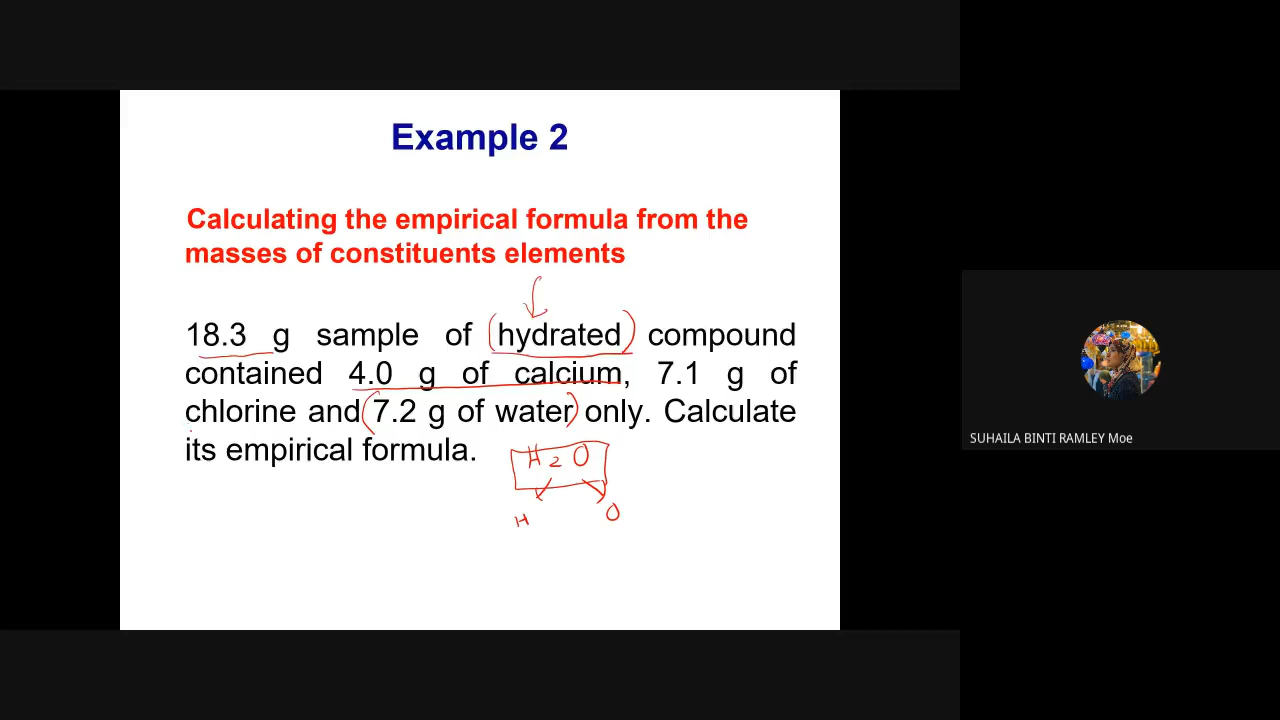 Example 2
Calculating the empirical formula from the
masses of constituents elements
18.3 g sample of (hydrated) compound
contained 4.0 g of calcium, 7.1 g of
chlorine and (7.2 g of water) only. Calculate
its empirical formula.
H2O
H O
SUHAILA BINTI RAMLEY Moe